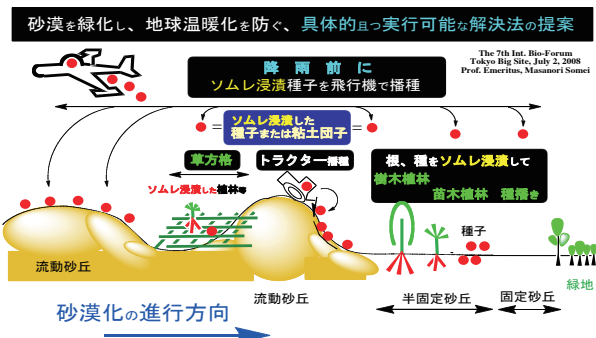 砂漠を緑化し、地球温暖化を防ぐ、具体的且つ実行可能な解決法の提案
The 7th Int. Bio-Forum
Tokyo Big Site, July 2, 2008
Prof. Emeritus, Masanori Somei
降雨前に
ソムレ浸漬種子を飛行機で播種
= ソムレ浸漬した =
種子または粘土団子
草方格
トラクター播種
ソムレ浸漬した植林等
根、種をソムレ浸漬して
樹木植林
苗木植林 種播き
種子
流動砂丘
流動砂丘
半固定砂丘
固定砂丘
緑地
砂漠化の進行方向